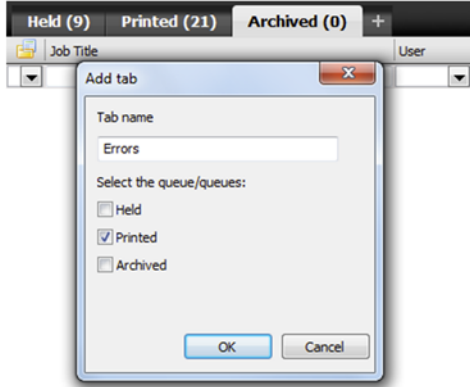 Held (9) Printed (21) Archived (0) +
Job Title User
Add tab
Tab name
Errors
Select the queue/queues:
Held
Printed
Archived
OK Cancel